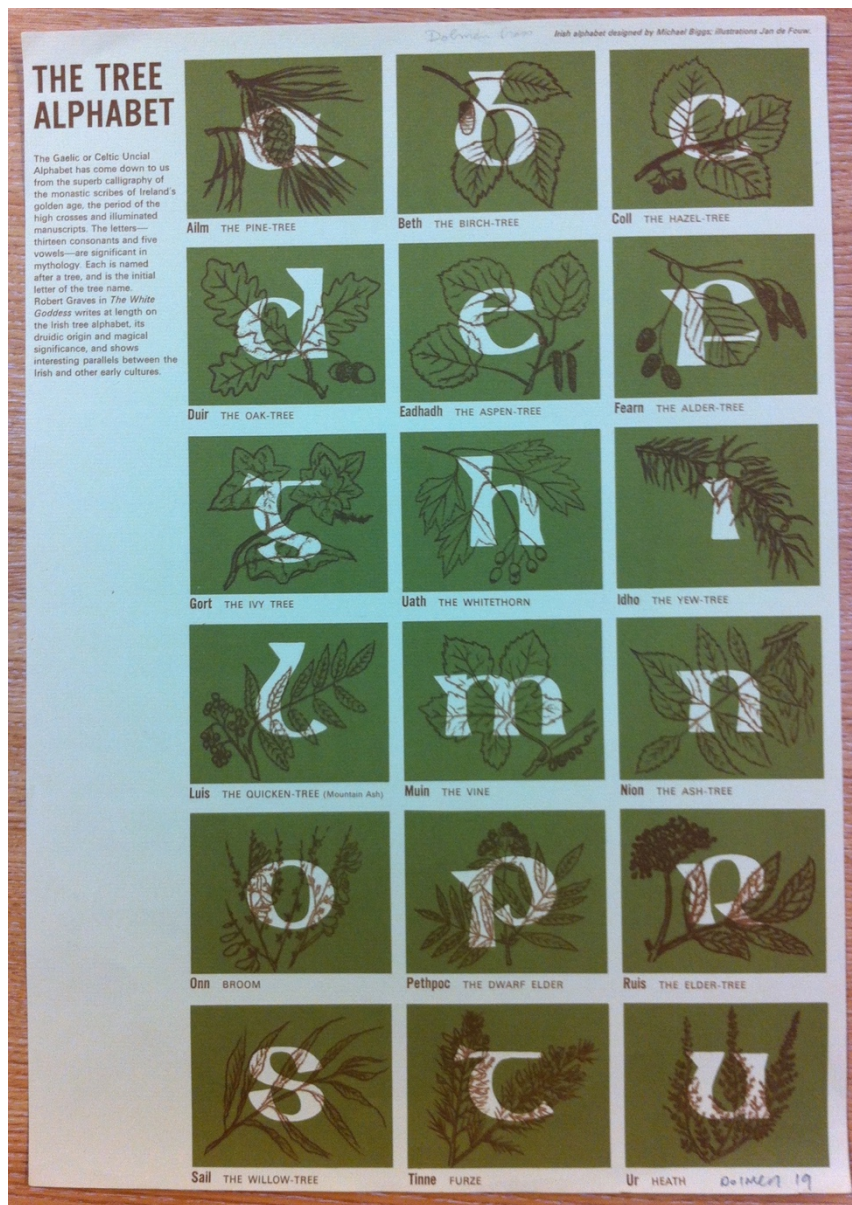 Dolmen Press
Irish alphabet designed by Michael Biggs; illustrations Jan de Fouw.
THE TREE
ALPHABET
The Gaelic or Celtic Uncial
Alphabet has come down to us
from the superb calligraphy of
the monastic scribes of Ireland's
golden age, the period of the
high crosses and illuminated
manuscripts. The letters—
thirteen consonants and five
vowels—are significant in
mythology. Each is named
after a tree, and is the initial
letter of the tree name.
Robert Graves in The White
Goddess writes at length on
the Irish tree alphabet, its
druidic origin and magical
significance, and shows
interesting parallels between the
Irish and other early cultures.
a
Ailm THE PINE-TREE
b
Beth THE BIRCH-TREE
c
Coll THE HAZEL-TREE
d
Duir THE OAK-TREE
e
Eadhadh THE ASPEN-TREE
f
Fearn THE ALDER-TREE
g
Gort THE IVY TREE
h
Uath THE WHITETHORN
i
Idho THE YEW-TREE
l
Luis THE QUICKEN-TREE (Mountain Ash)
m
Muin THE VINE
n
Nion THE ASH-TREE
o
Onn BROOM
p
Pethpoc THE DWARF ELDER
r
Ruis THE ELDER-TREE
s
Sail THE WILLOW-TREE
t
Tinne FURZE
u
Ur HEATH
DOLMEN 19